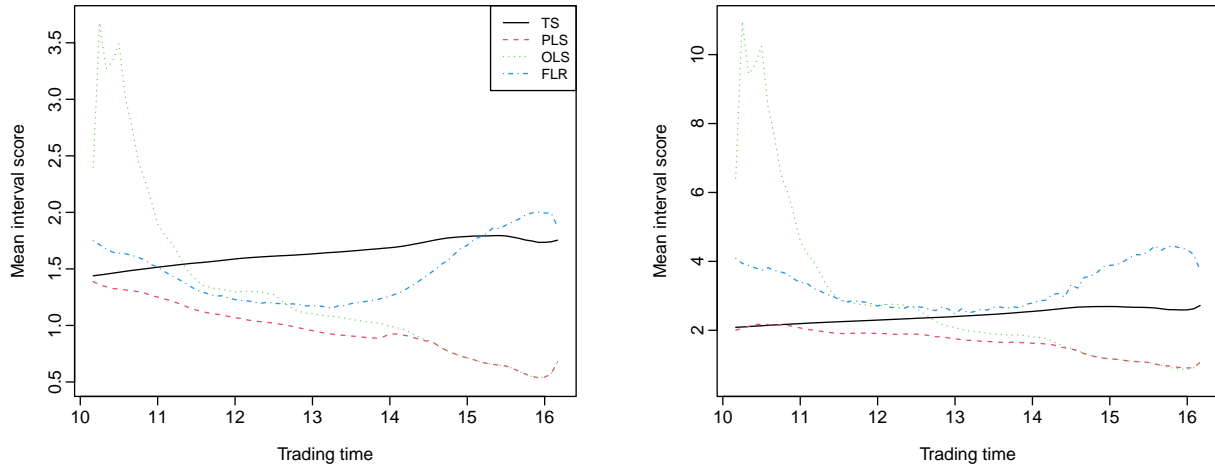 Mean interval score
3.5
3.0
2.5
2.0
1.5
1.0
0.5
10 11 12 13 14 15 16
Trading time
TS
PLS
OLS
FLR
Mean interval score
10
8
6
4
2
10 11 12 13 14 15 16
Trading time